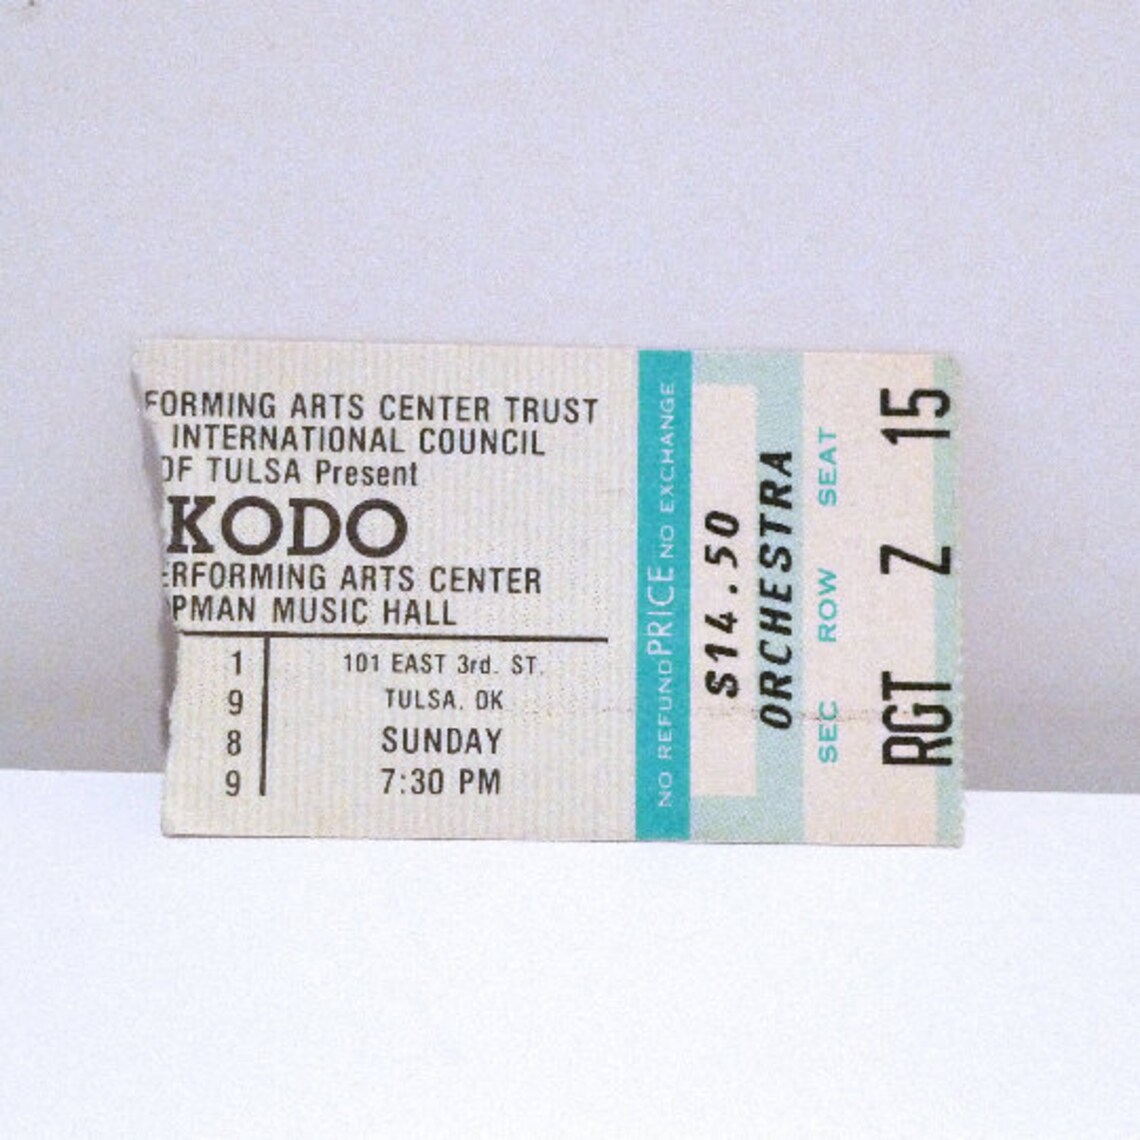 FORMING ARTS CENTER TRUST
INTERNATIONAL COUNCIL
OF TULSA Present
KODO
ERFORMING ARTS CENTER
PMAN MUSIC HALL
1
9
8
9
101 EAST 3rd. ST.
TULSA, OK
SUNDAY
7:30 PM
NO REFUND PRICE NO EXCHANGE
$14.50
ORCHESTRA
SEC ROW SEAT
RGT Z 15